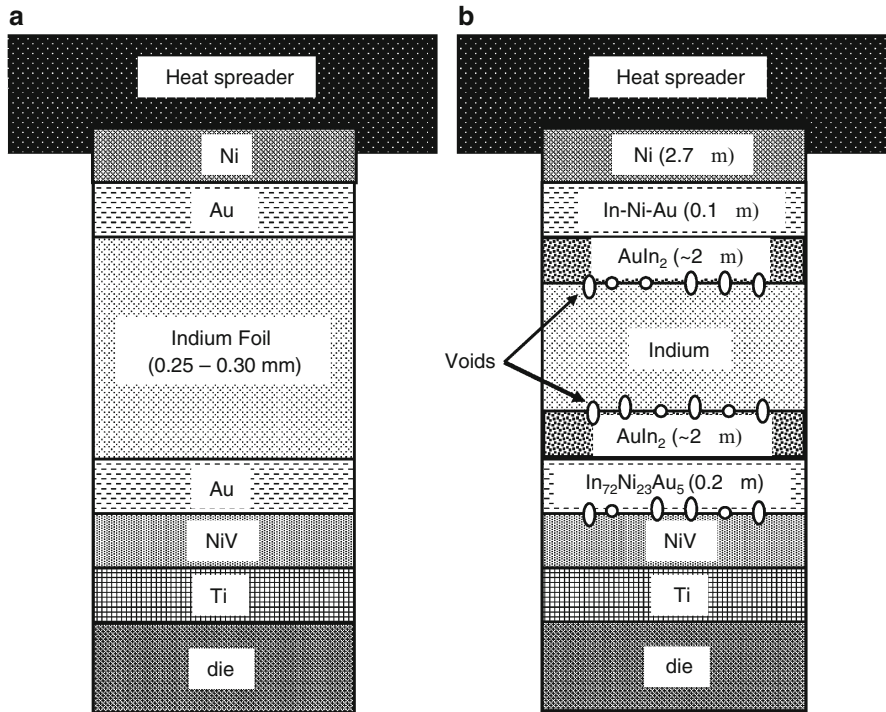 a
Heat spreader
Ni
Au
Indium Foil
(0.25 – 0.30 mm)
Au
NiV
Ti
die
b
Heat spreader
Ni (2.7 m)
In-Ni-Au (0.1 m)
AuIn₂ (~2 m)
Voids
Indium
AuIn₂ (~2 m)
In₇₂Ni₂₃Au₅ (0.2 m)
NiV
Ti
die